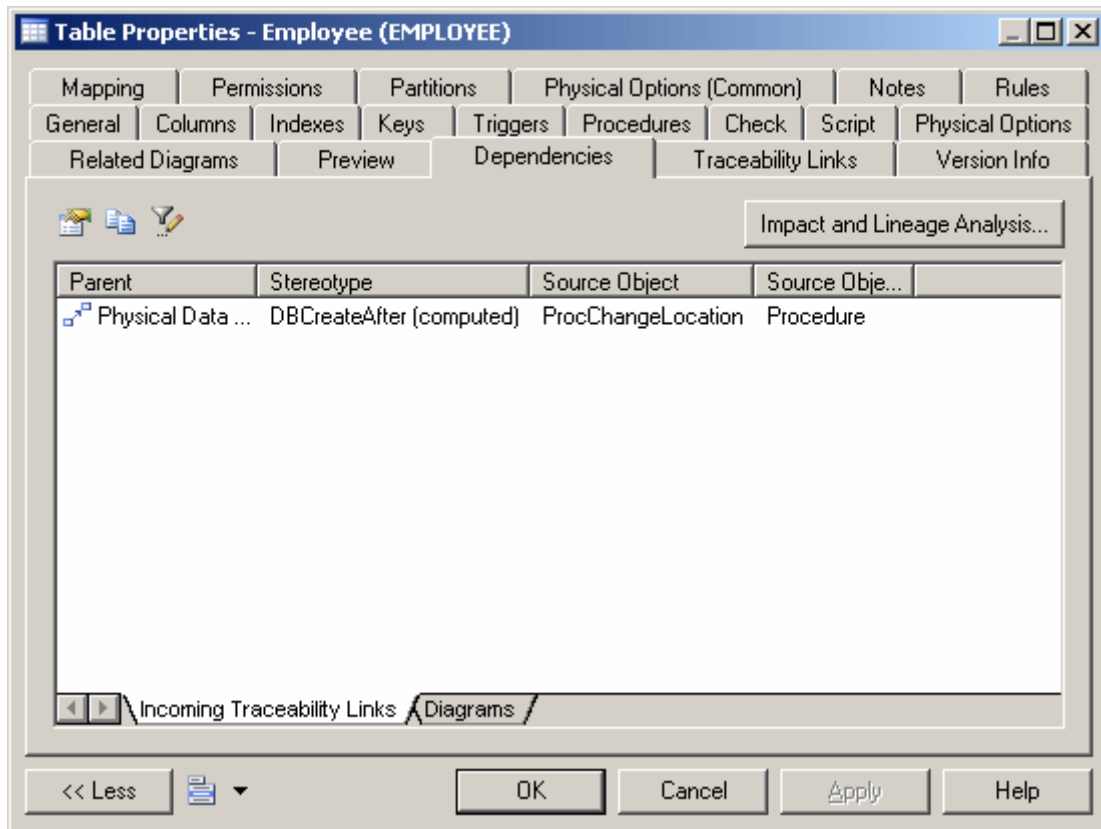 Table Properties - Employee (EMPLOYEE)
Mapping Permissions Partitions Physical Options (Common) Notes Rules
General Columns Indexes Keys Triggers Procedures Check Script Physical Options
Related Diagrams Preview Dependencies Traceability Links Version Info
Impact and Lineage Analysis...
Parent Stereotype Source Object Source Obje...
Physical Data ... DBCreateAfter (computed) ProcChangeLocation Procedure
Incoming Traceability Links Diagrams
<< Less OK Cancel Apply Help